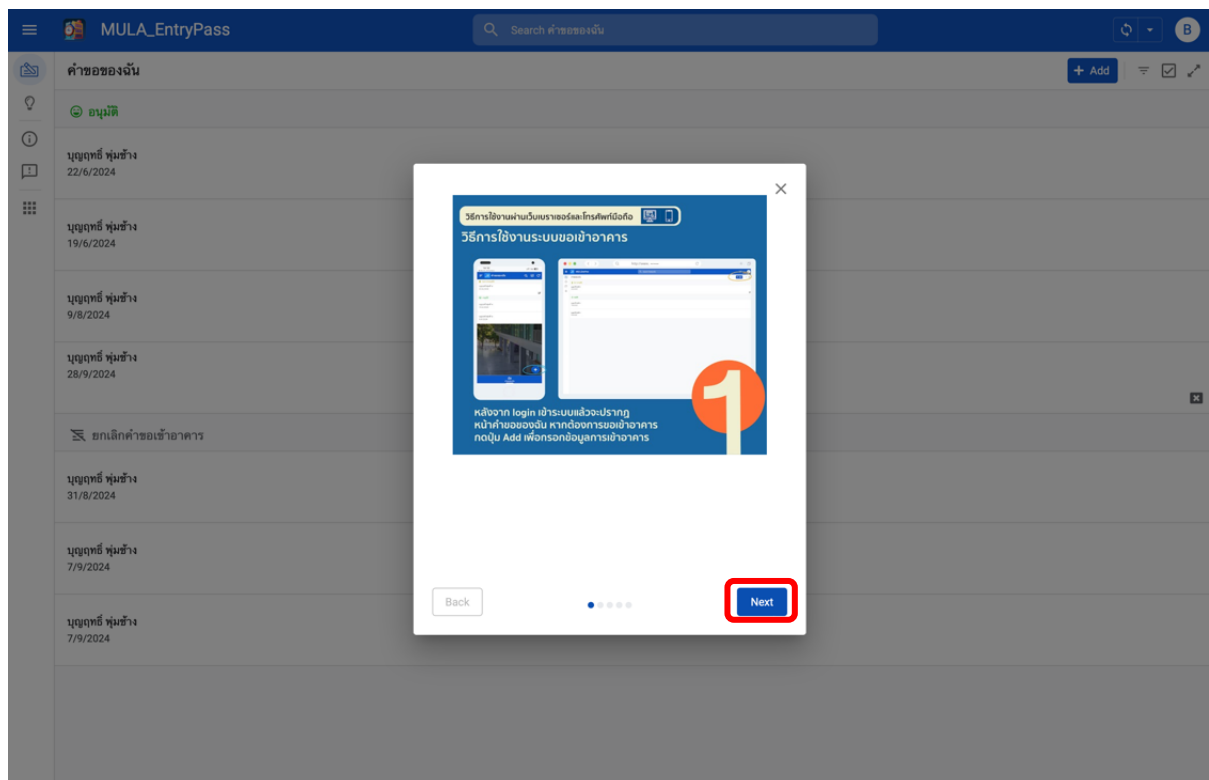 MULA_EntryPass
Search คำขอของฉัน
B
คำขอของฉัน
Add
อนุมัติ
บุญฤทธิ์ พุ่มช้าง
22/6/2024
บุญฤทธิ์ พุ่มช้าง
19/6/2024
บุญฤทธิ์ พุ่มช้าง
9/8/2024
บุญฤทธิ์ พุ่มช้าง
28/9/2024
ยกเลิกคำขอเข้าอาคาร
บุญฤทธิ์ พุ่มช้าง
31/8/2024
บุญฤทธิ์ พุ่มช้าง
7/9/2024
บุญฤทธิ์ พุ่มช้าง
7/9/2024
วิธีการใช้งานผ่านเว็บเบราเซอร์และโทรศัพท์มือถือ
วิธีการใช้งานระบบขอเข้าอาคาร
1
หลังจาก login เข้าระบบแล้วจะปรากฏ
หน้าคำขอของฉัน หากต้องการขอเข้าอาคาร
กดปุ่ม Add เพื่อกรอกข้อมูลการเข้าอาคาร
Back
Next